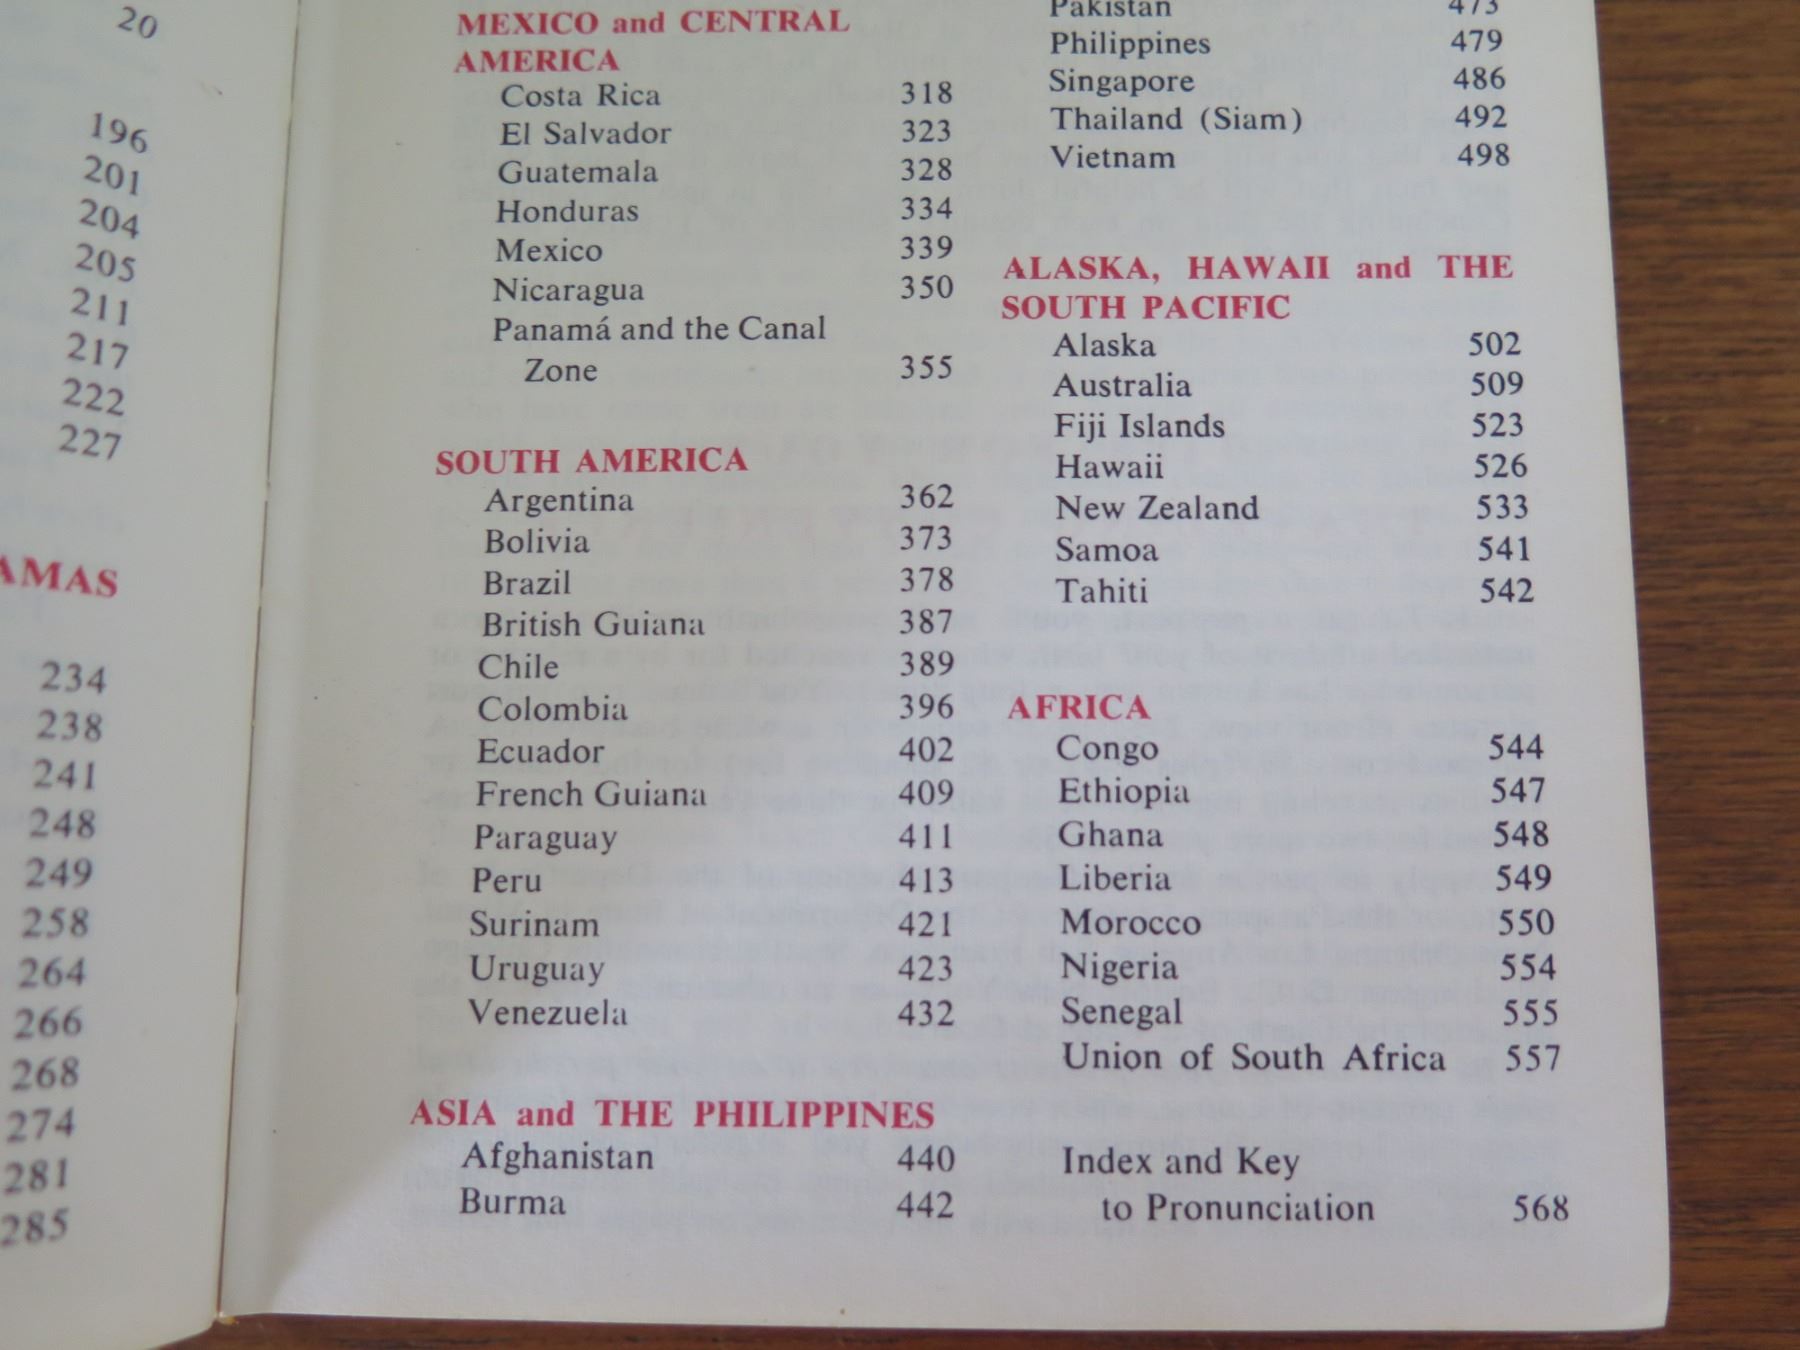 20
196
201
204
205
211
217
222
227
AMAS
234
238
241
248
249
258
264
266
268
274
281
285
MEXICO and CENTRAL
AMERICA
Costa Rica 318
El Salvador 323
Guatemala 328
Honduras 334
Mexico 339
Nicaragua 350
Panamá and the Canal
Zone 355
SOUTH AMERICA
Argentina 362
Bolivia 373
Brazil 378
British Guiana 387
Chile 389
Colombia 396
Ecuador 402
French Guiana 409
Paraguay 411
Peru 413
Surinam 421
Uruguay 423
Venezuela 432
ASIA and THE PHILIPPINES
Afghanistan 440
Burma 442
Pakistan 473
Philippines 479
Singapore 486
Thailand (Siam) 492
Vietnam 498
ALASKA, HAWAII and THE
SOUTH PACIFIC
Alaska 502
Australia 509
Fiji Islands 523
Hawaii 526
New Zealand 533
Samoa 541
Tahiti 542
AFRICA
Congo 544
Ethiopia 547
Ghana 548
Liberia 549
Morocco 550
Nigeria 554
Senegal 555
Union of South Africa 557
Index and Key
to Pronunciation 568